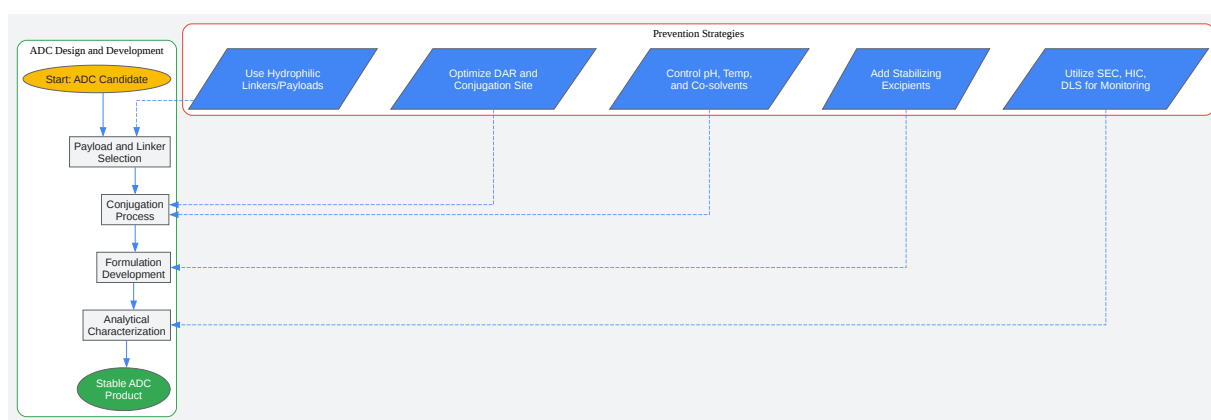 Prevention Strategies
ADC Design and Development
Start: ADC Candidate
Use Hydrophilic
Linkers/Payloads
Optimize DAR and
Conjugation Site
Control pH, Temp,
and Co-solvents
Add Stabilizing
Excipients
Utilize SEC, HIC,
DLS for Monitoring
Payload and Linker
Selection
Conjugation
Process
Formulation
Development
Analytical
Characterization
Stable ADC
Product